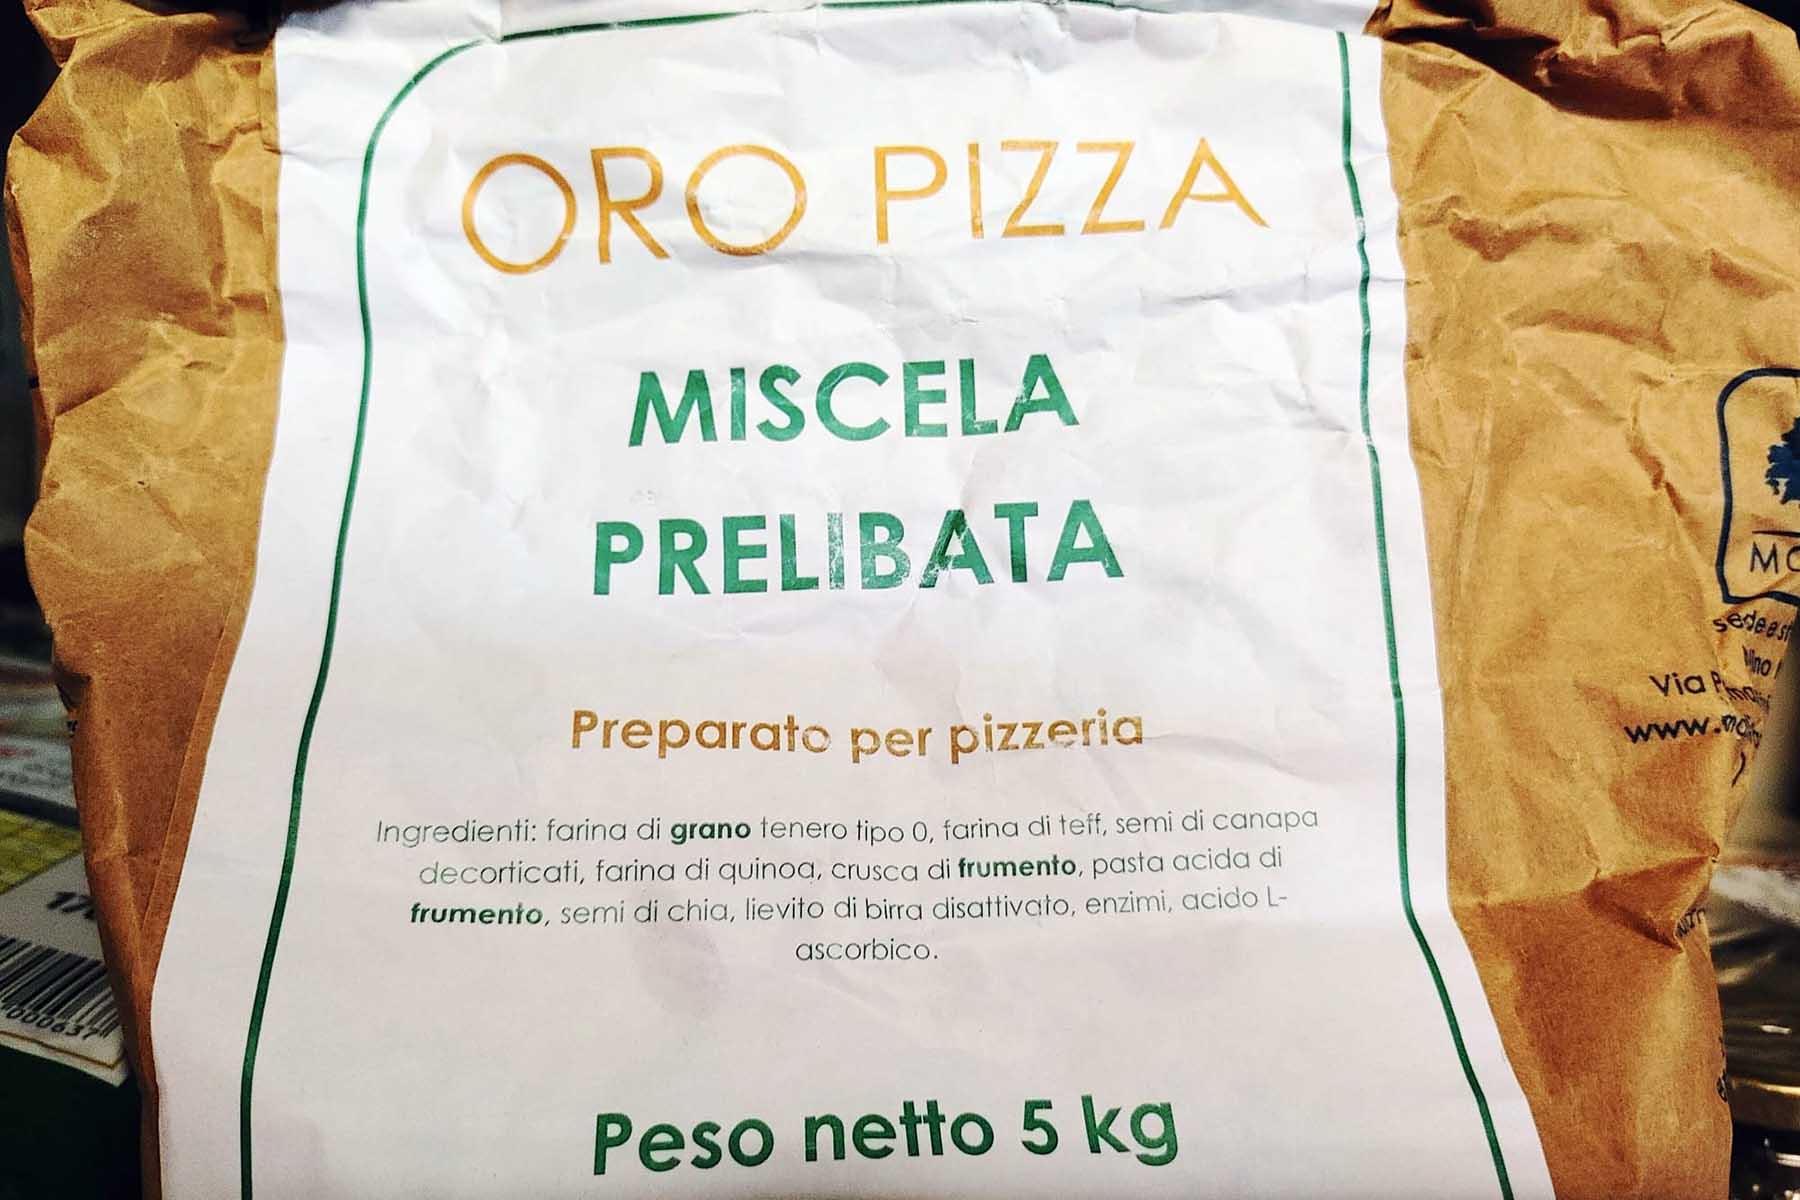 ORO PIZZA
MISCELA
PRELIBATA
Preparato per pizzeria
Ingredienti: farina di grano tenero tipo 0, farina di teff, semi di canapa
decorticati, farina di quinoa, crusca di frumento, pasta acida di
frumento, semi di chia, lievito di birra disattivato, enzimi, acido L-
ascorbico.
Peso netto 5 kg
Via
www.
000637